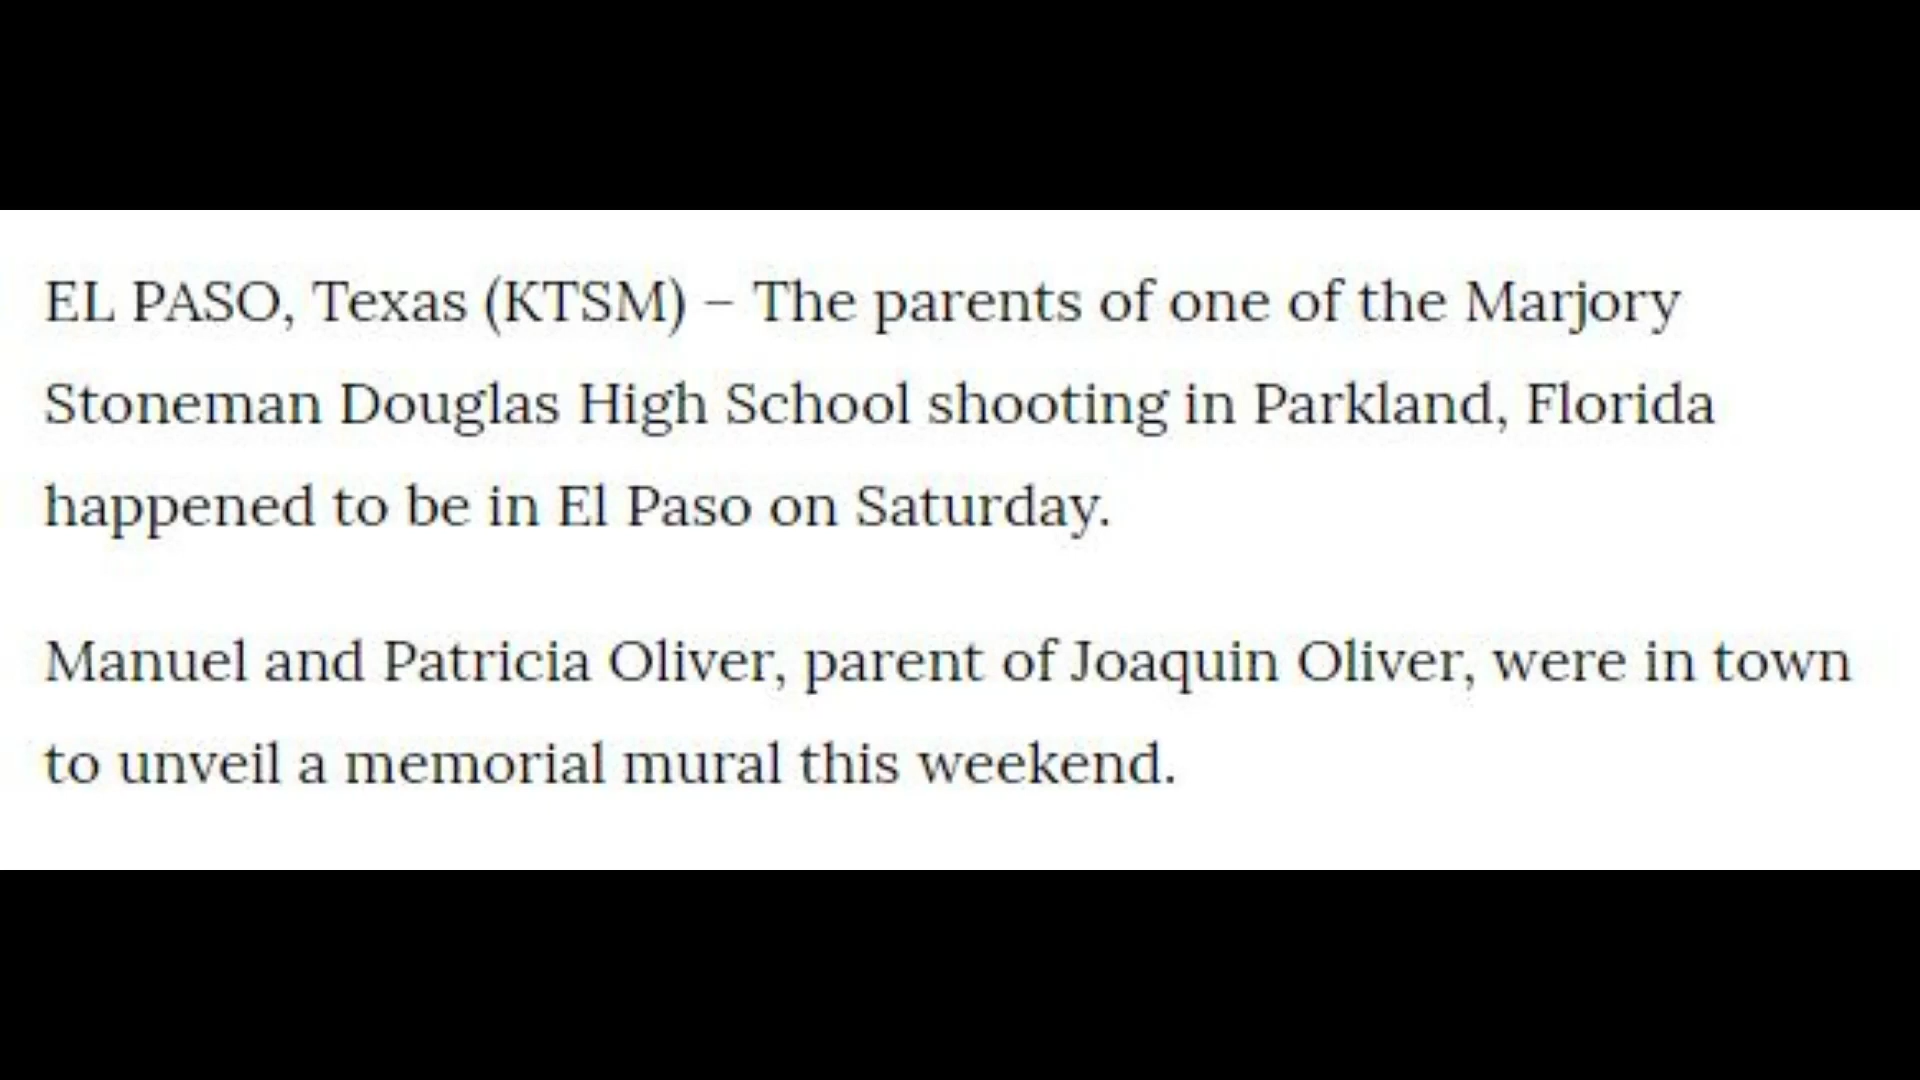 EL PASO, Texas (KTSM) – The parents of one of the Marjory
Stoneman Douglas High School shooting in Parkland, Florida
happened to be in El Paso on Saturday.
Manuel and Patricia Oliver, parent of Joaquin Oliver, were in town
to unveil a memorial mural this weekend.